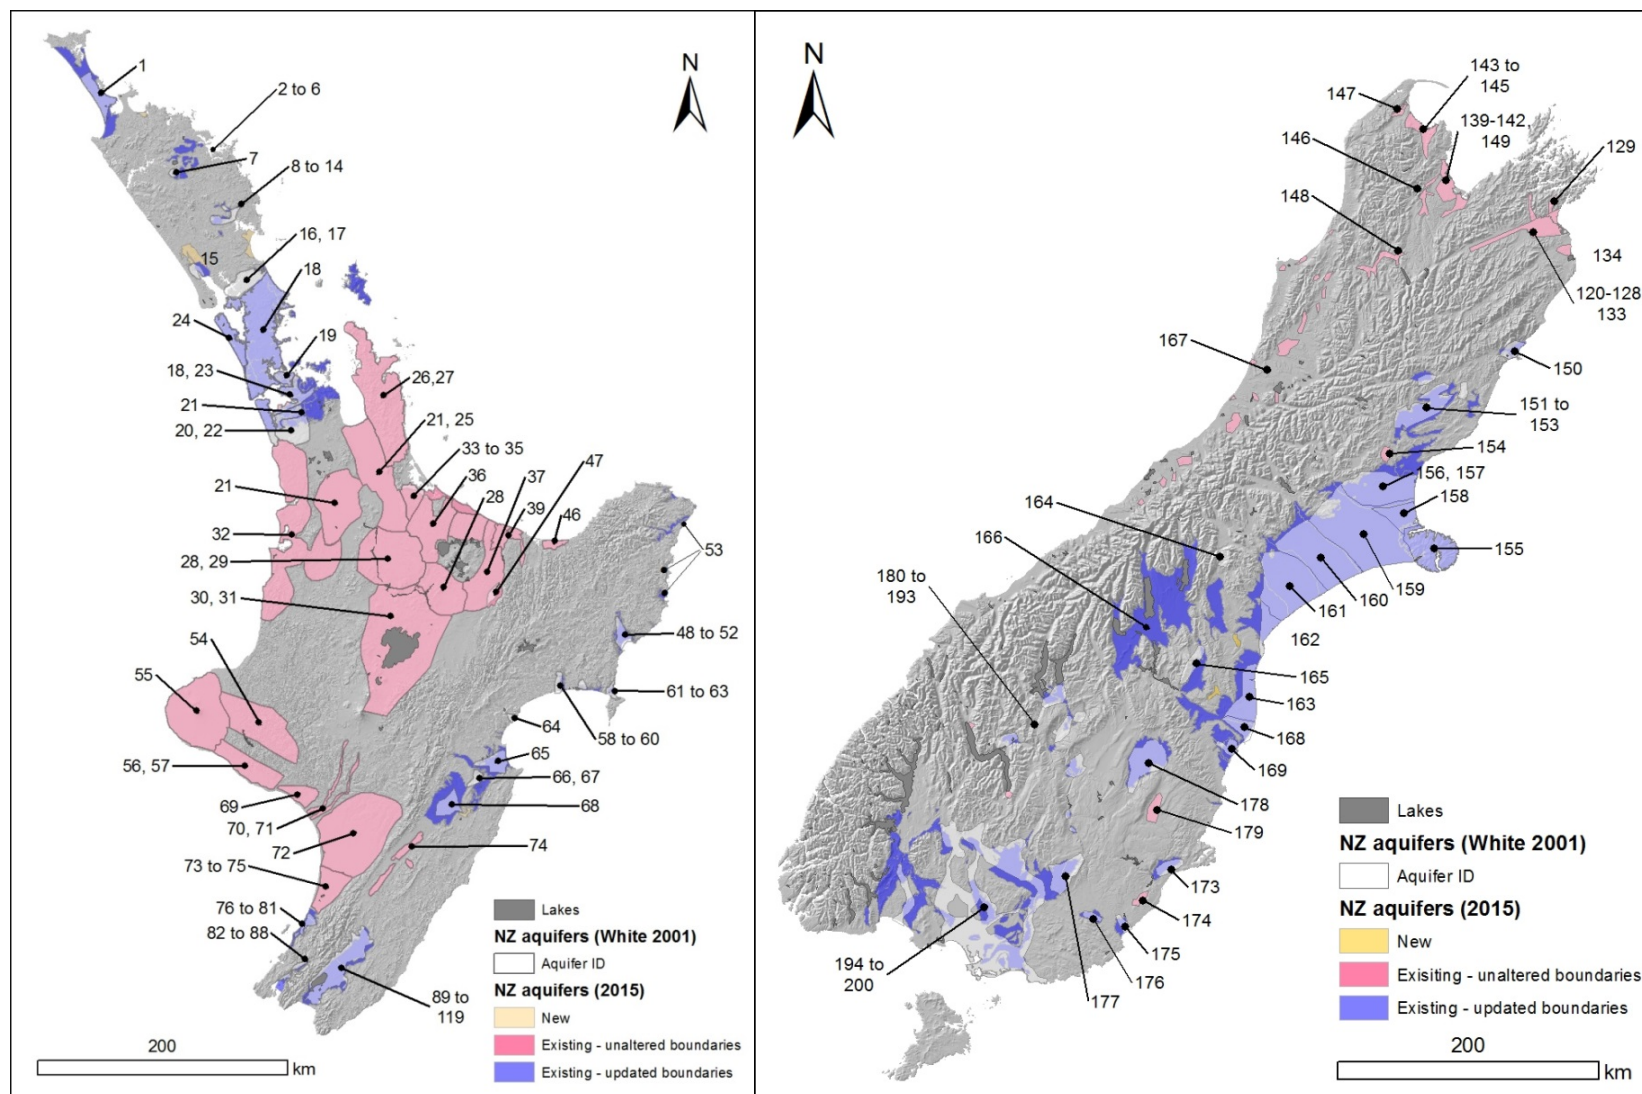 N
1
2 to 6
7
8 to 14
16, 17
15
18
24
19
18, 23
26,27
21
21, 25
20, 22
33 to 35
36
37
47
28
39
46
21
32
53
28, 29
30, 31
54
48 to 52
55
61 to 63
64
58 to 60
65
56, 57
66, 67
69
68
70, 71
72
74
73 to 75
76 to 81
82 to 88
89 to
119
Lakes
NZ aquifers (White 2001)
Aquifer ID
NZ aquifers (2015)
New
Existing - unaltered boundaries
Existing - updated boundaries
200
km
N
143 to
145
147
139-142,
149
146
129
148
134
120-128
133
167
150
151 to
153
154
156, 157
158
164
166
155
180 to
193
159
160
161
162
165
163
168
169
178
179
173
174
175
194 to
200
176
177
Lakes
NZ aquifers (White 2001)
Aquifer ID
NZ aquifers (2015)
New
Exisiting - unaltered boundaries
Existing - updated boundaries
200
km